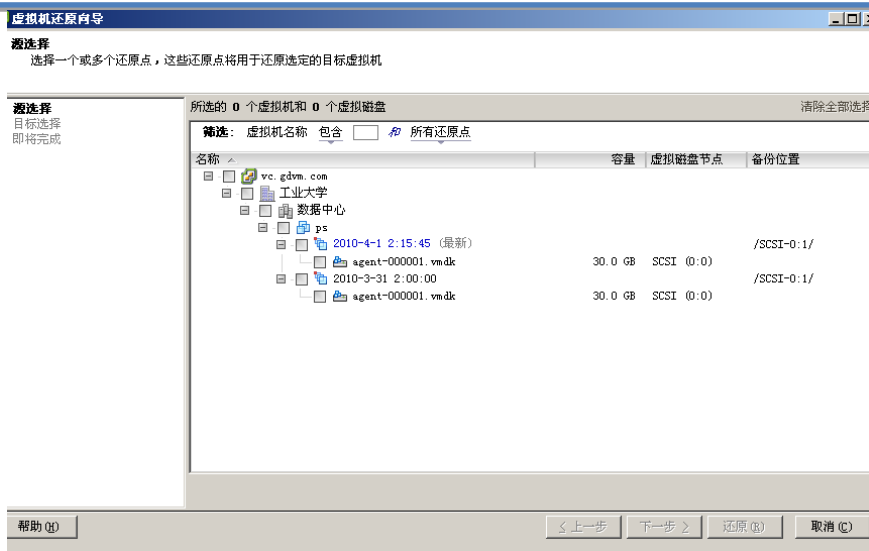 虚拟机还原向导
源选择
选择一个或多个还原点，这些还原点将用于还原选定的目标虚拟机
源选择
目标选择
即将完成
所选的 0 个虚拟机和 0 个虚拟磁盘 清除全部选择
筛选: 虚拟机名称 包含 和 所有还原点
名称 容量 虚拟磁盘节点 备份位置
vc.gdvm.com
工业大学
数据中心
ps
2010-4-1 2:15:45 (最新) /SCSI-0:1/
agent-000001.vmdk 30.0 GB SCSI (0:0)
2010-3-31 2:00:00 /SCSI-0:1/
agent-000001.vmdk 30.0 GB SCSI (0:0)
帮助(H) ≤ 上一步 下一步 ≥ 还原(R) 取消(C)